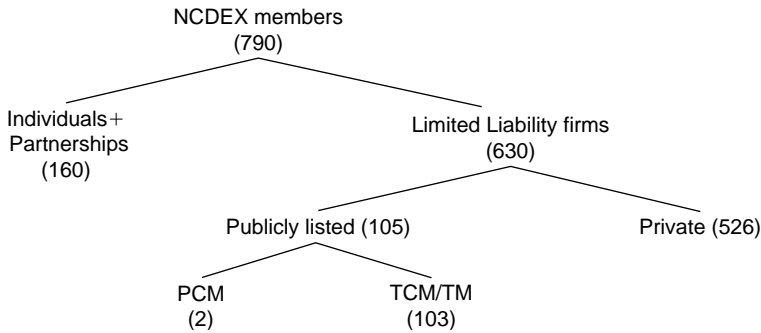 NCDEX members
(790)
Individuals+
Partnerships
(160)
Limited Liability firms
(630)
Publicly listed (105)
Private (526)
PCM
(2)
TCM/TM
(103)